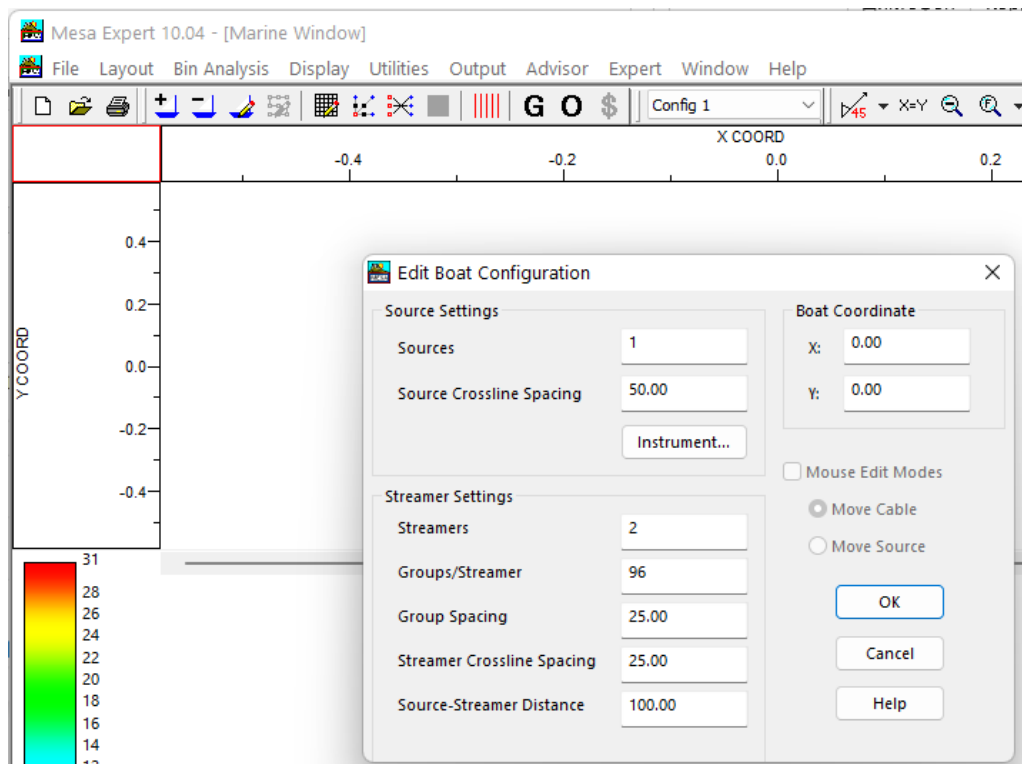 Mesa Expert 10.04 - [Marine Window]
File Layout Bin Analysis Display Utilities Output Advisor Expert Window Help
G O $ Config 1 45 X=Y F
X COORD
-0.4 -0.2 0.0 0.2
Y COORD
0.4
0.2
0.0
-0.2
-0.4
31
28
26
24
22
20
18
16
14
Edit Boat Configuration
Source Settings
Sources 1
Source Crossline Spacing 50.00
Instrument...
Streamer Settings
Streamers 2
Groups/Streamer 96
Group Spacing 25.00
Streamer Crossline Spacing 25.00
Source-Streamer Distance 100.00
Boat Coordinate
X: 0.00
Y: 0.00
Mouse Edit Modes
Move Cable
Move Source
OK
Cancel
Help